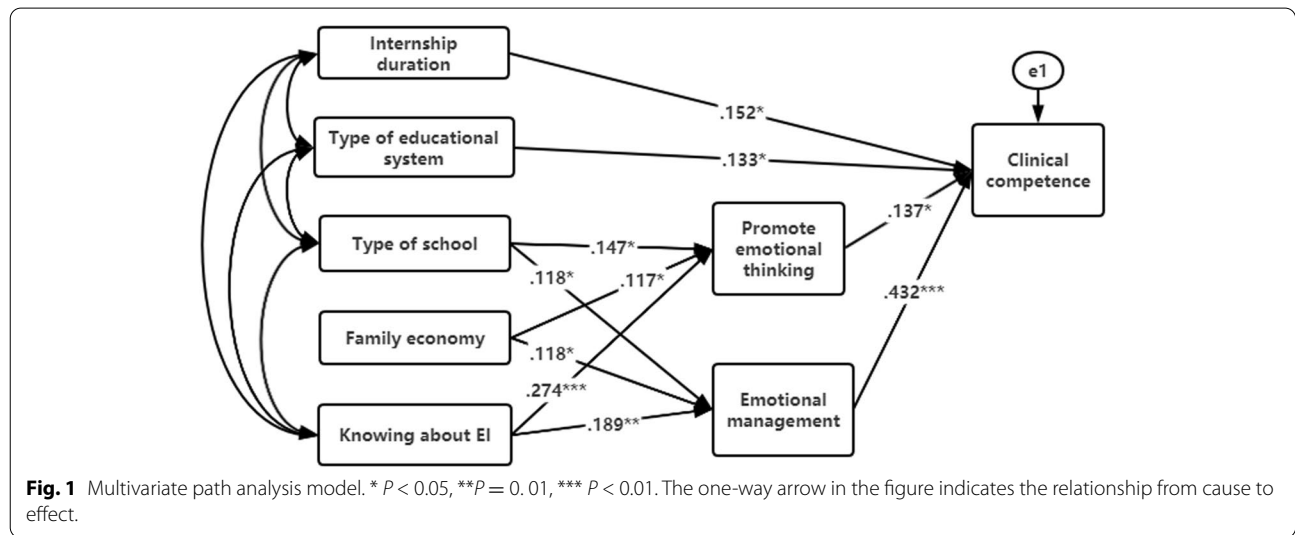 Internship
duration
e1
.152*
Type of educational
system
.133*
Clinical
competence
Type of school
.147*
.118*
.117*
Promote
emotional
thinking
.137*
.432***
Family economy
.118*
.274***
Knowing about EI
.189**
Emotional
management
Fig. 1 Multivariate path analysis model. * P < 0.05, **P = 0. 01, *** P < 0.01. The one-way arrow in the figure indicates the relationship from cause to
effect.